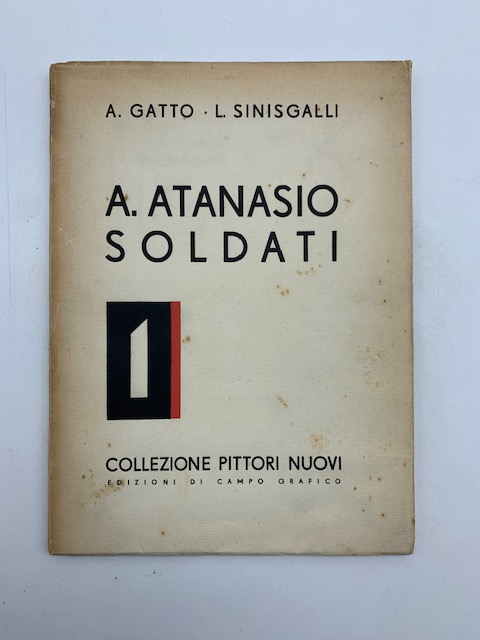 A. GATTO · L. SINISGALLI
A. ATANASIO
SOLDATI
1
COLLEZIONE PITTORI NUOVI
EDIZIONI DI CAMPO GRAFICO